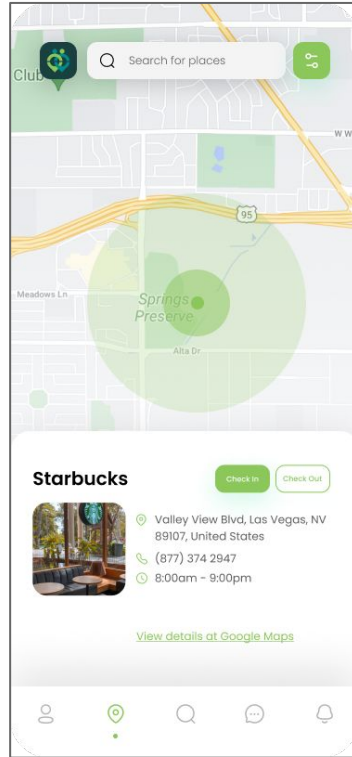 Club
Search for places
W W
95
Meadows Ln
Springs
Preserve
Alta Dr
Starbucks
Check In
Check Out
Valley View Blvd, Las Vegas, NV
89107, United States
(877) 374 2947
8:00am - 9:00pm
View details at Google Maps